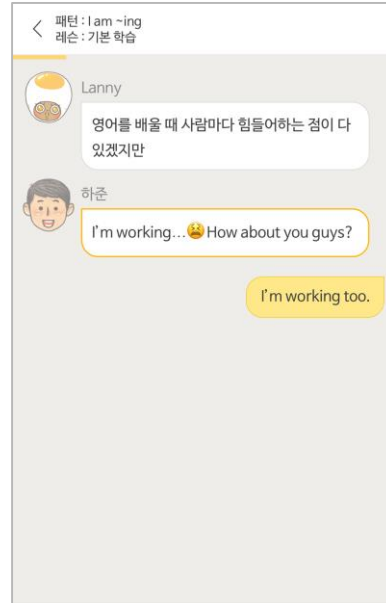 패턴 : I am ~ing
레슨 : 기본 학습
Lanny
영어를 배울 때 사람마다 힘들어하는 점이 다
있겠지만
하준
I'm working...😫 How about you guys?
I'm working too.